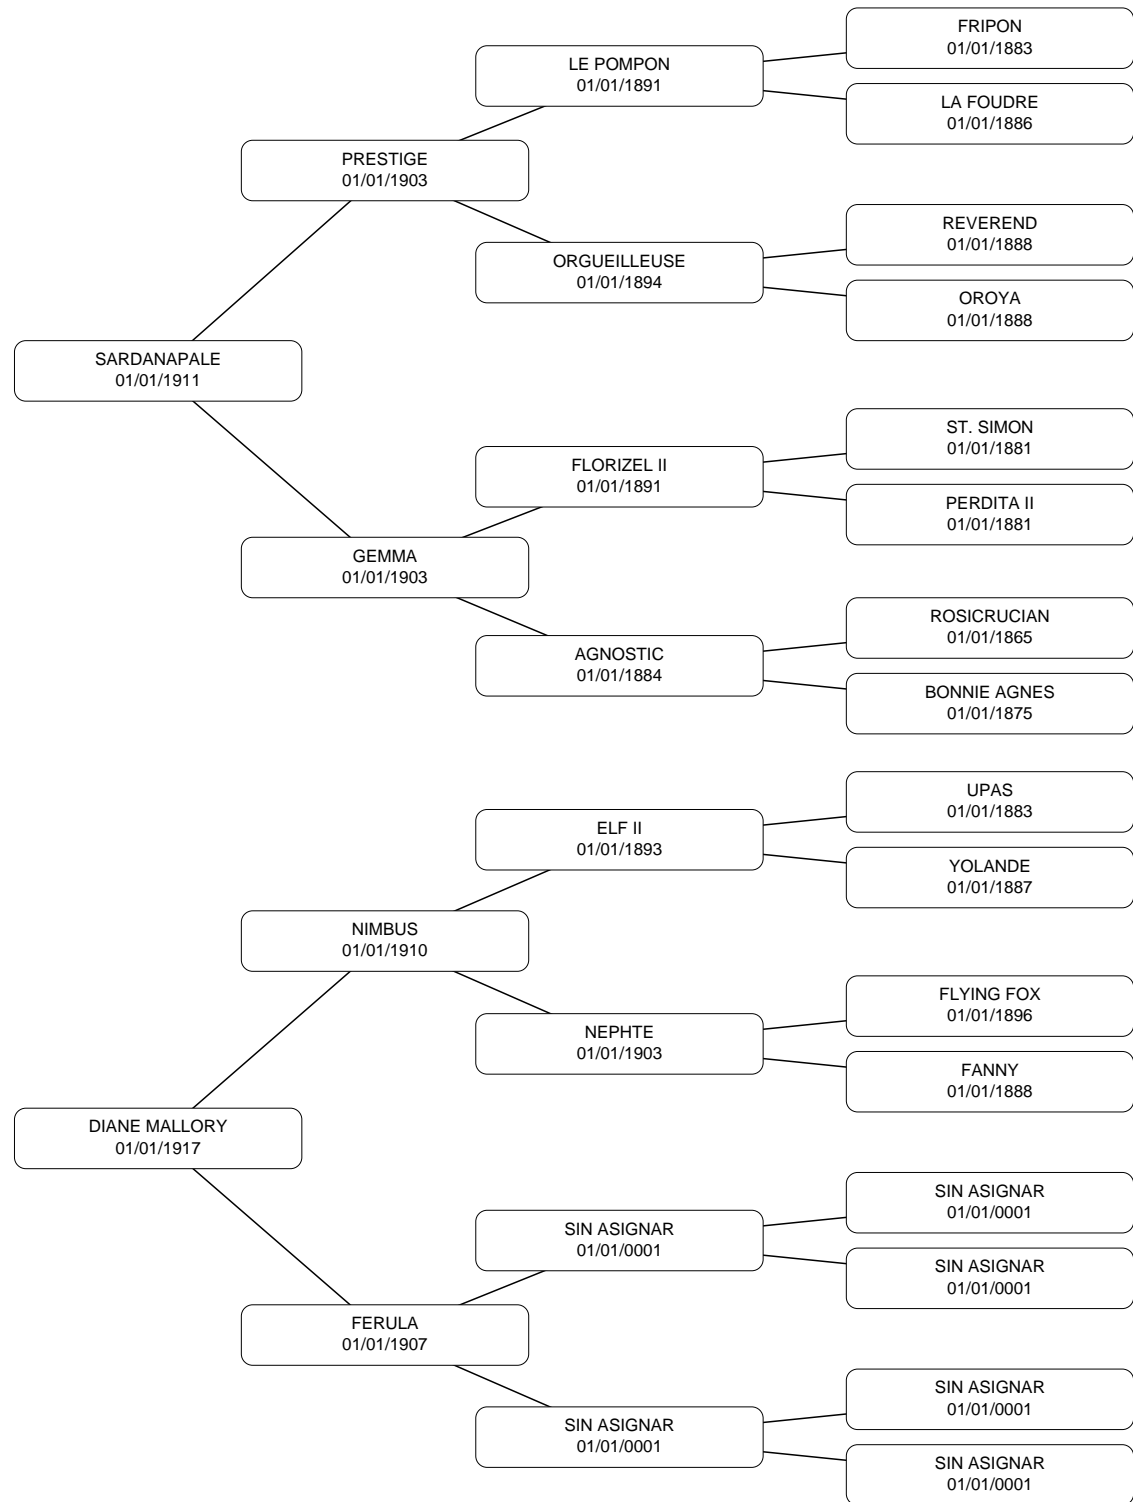 FRIPON
01/01/1883
LE POMPON
01/01/1891
LA FOUDRE
01/01/1886
PRESTIGE
01/01/1903
REVEREND
01/01/1888
ORGUEILLEUSE
01/01/1894
OROYA
01/01/1888
SARDANAPALE
01/01/1911
ST. SIMON
01/01/1881
FLORIZEL II
01/01/1891
PERDITA II
01/01/1881
GEMMA
01/01/1903
ROSICRUCIAN
01/01/1865
AGNOSTIC
01/01/1884
BONNIE AGNES
01/01/1875
UPAS
01/01/1883
ELF II
01/01/1893
YOLANDE
01/01/1887
NIMBUS
01/01/1910
FLYING FOX
01/01/1896
NEPHTE
01/01/1903
FANNY
01/01/1888
DIANE MALLORY
01/01/1917
SIN ASIGNAR
01/01/0001
SIN ASIGNAR
01/01/0001
SIN ASIGNAR
01/01/0001
FERULA
01/01/1907
SIN ASIGNAR
01/01/0001
SIN ASIGNAR
01/01/0001
SIN ASIGNAR
01/01/0001